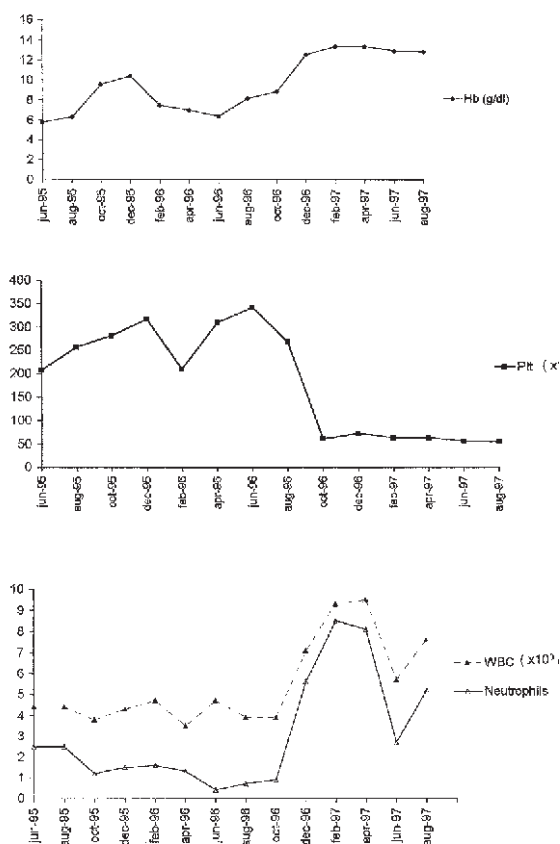 16
14
12
10
8
6
4
2
0
jun-95
aug-95
oct-95
dec-95
feb-96
apr-96
jun-96
aug-96
oct-96
dec-96
feb-97
apr-97
jun-97
aug-97
Hb (g/dl)
400
350
300
250
200
150
100
50
0
jun-95
aug-95
oct-95
dec-95
feb-96
apr-96
jun-96
aug-96
oct-96
dec-96
feb-97
apr-97
jun-97
aug-97
Plt (x
10
9
8
7
6
5
4
3
2
1
0
jun-95
aug-95
oct-95
dec-95
feb-96
apr-96
jun-96
aug-96
oct-96
dec-96
feb-97
apr-97
jun-97
aug-97
WBC (x10⁹
Neutrophils